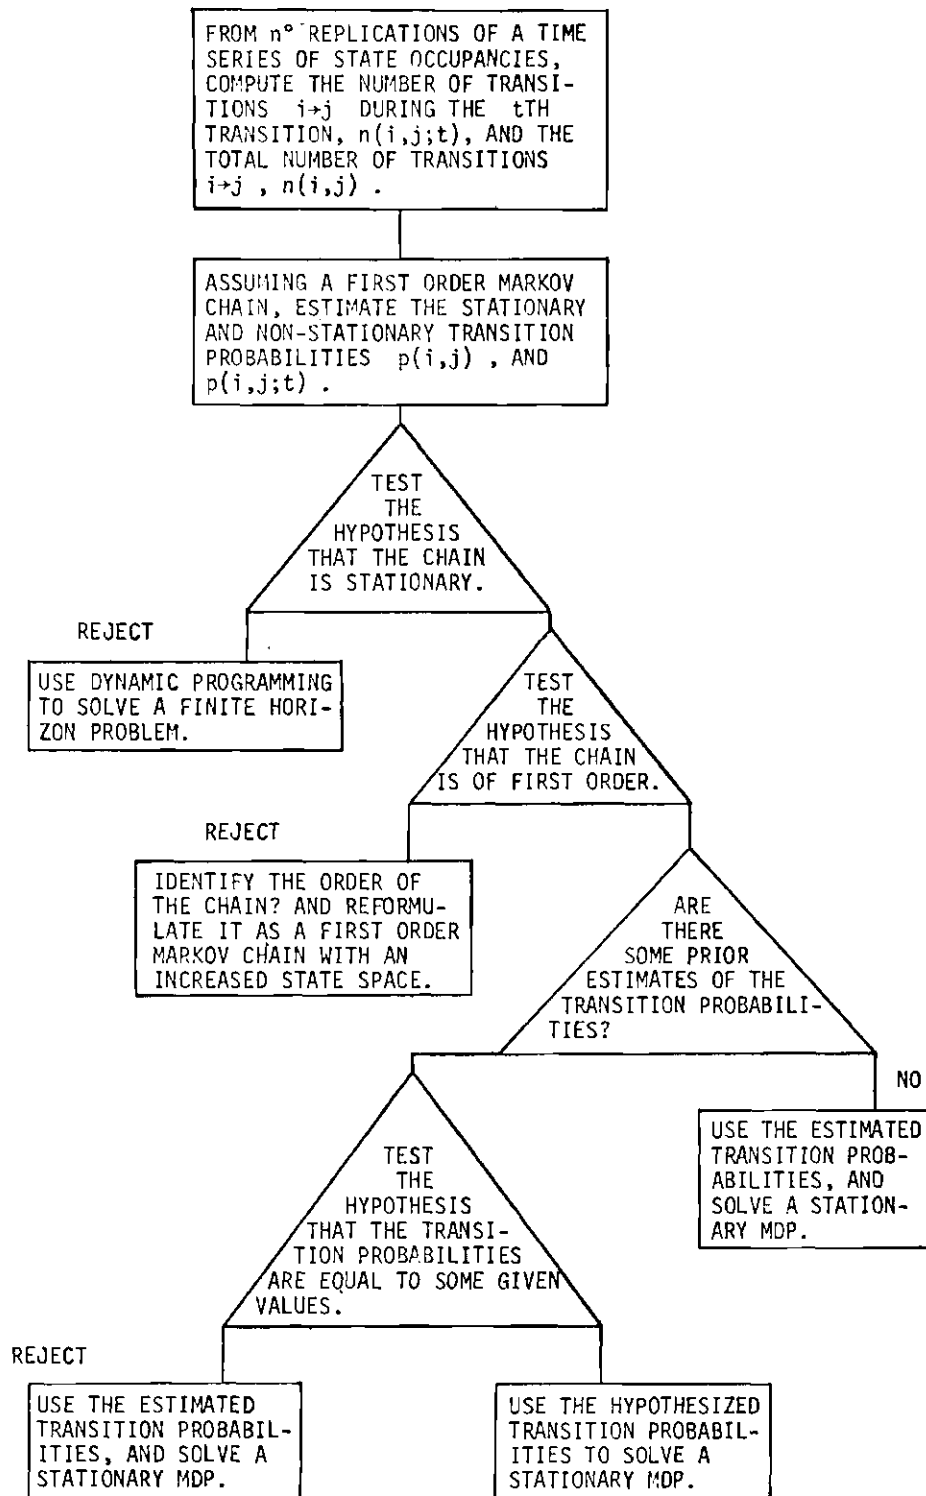 FROM n° REPLICATIONS OF A TIME
SERIES OF STATE OCCUPANCIES,
COMPUTE THE NUMBER OF TRANSI-
TIONS i→j DURING THE tTH
TRANSITION, n(i,j;t), AND THE
TOTAL NUMBER OF TRANSITIONS
i→j , n(i,j) .
ASSUMING A FIRST ORDER MARKOV
CHAIN, ESTIMATE THE STATIONARY
AND NON-STATIONARY TRANSITION
PROBABILITIES p(i,j) , AND
p(i,j;t) .
TEST
THE
HYPOTHESIS
THAT THE CHAIN
IS STATIONARY.
REJECT
USE DYNAMIC PROGRAMMING
TO SOLVE A FINITE HORI-
ZON PROBLEM.
TEST
THE
HYPOTHESIS
THAT THE CHAIN
IS OF FIRST ORDER.
REJECT
IDENTIFY THE ORDER OF
THE CHAIN? AND REFORMU-
LATE IT AS A FIRST ORDER
MARKOV CHAIN WITH AN
INCREASED STATE SPACE.
ARE
THERE
SOME PRIOR
ESTIMATES OF THE
TRANSITION PROBABILI-
TIES?
NO
USE THE ESTIMATED
TRANSITION PROB-
ABILITIES, AND
SOLVE A STATION-
ARY MDP.
TEST
THE
HYPOTHESIS
THAT THE TRANSI-
TION PROBABILITIES
ARE EQUAL TO SOME GIVEN
VALUES.
REJECT
USE THE ESTIMATED
TRANSITION PROBABIL-
ITIES, AND SOLVE A
STATIONARY MDP.
USE THE HYPOTHESIZED
TRANSITION PROBABIL-
ITIES TO SOLVE A
STATIONARY MDP.